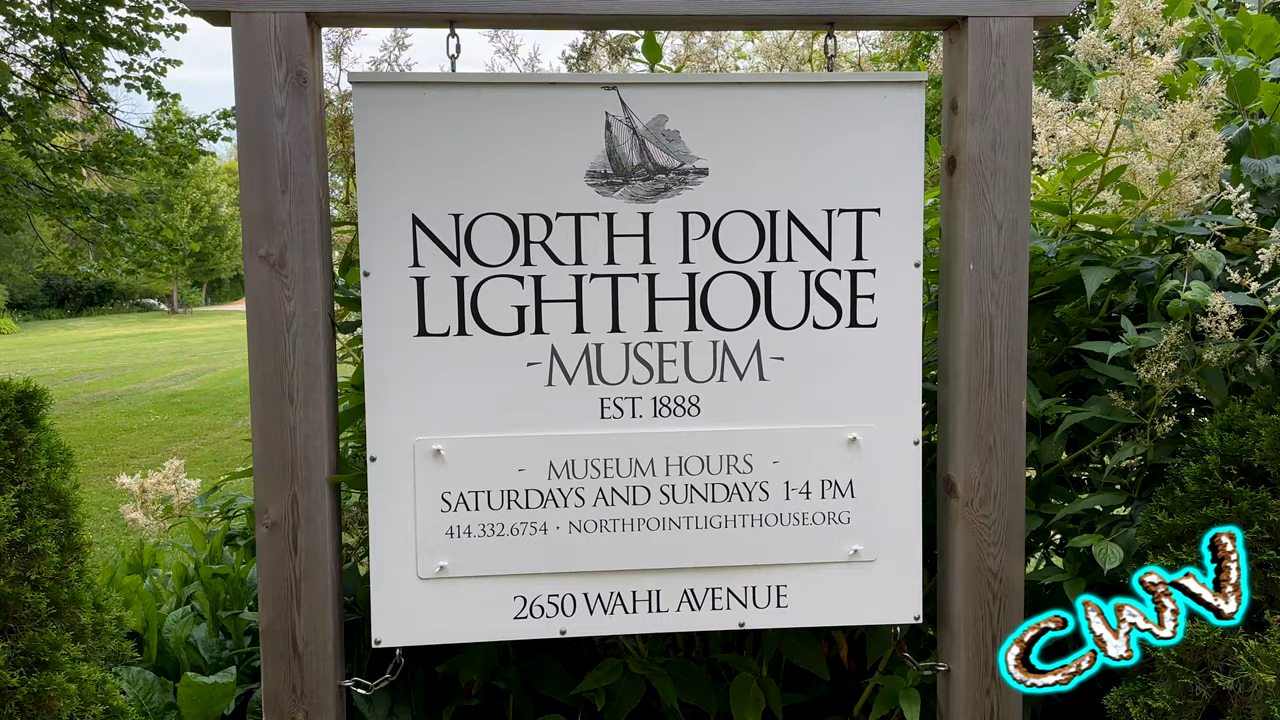 NORTH POINT
LIGHTHOUSE
-MUSEUM-
EST. 1888
- MUSEUM HOURS -
SATURDAYS AND SUNDAYS 1-4 PM
414.332.6754 · NORTHPOINTLIGHTHOUSE.ORG
2650 WAHL AVENUE
CWV